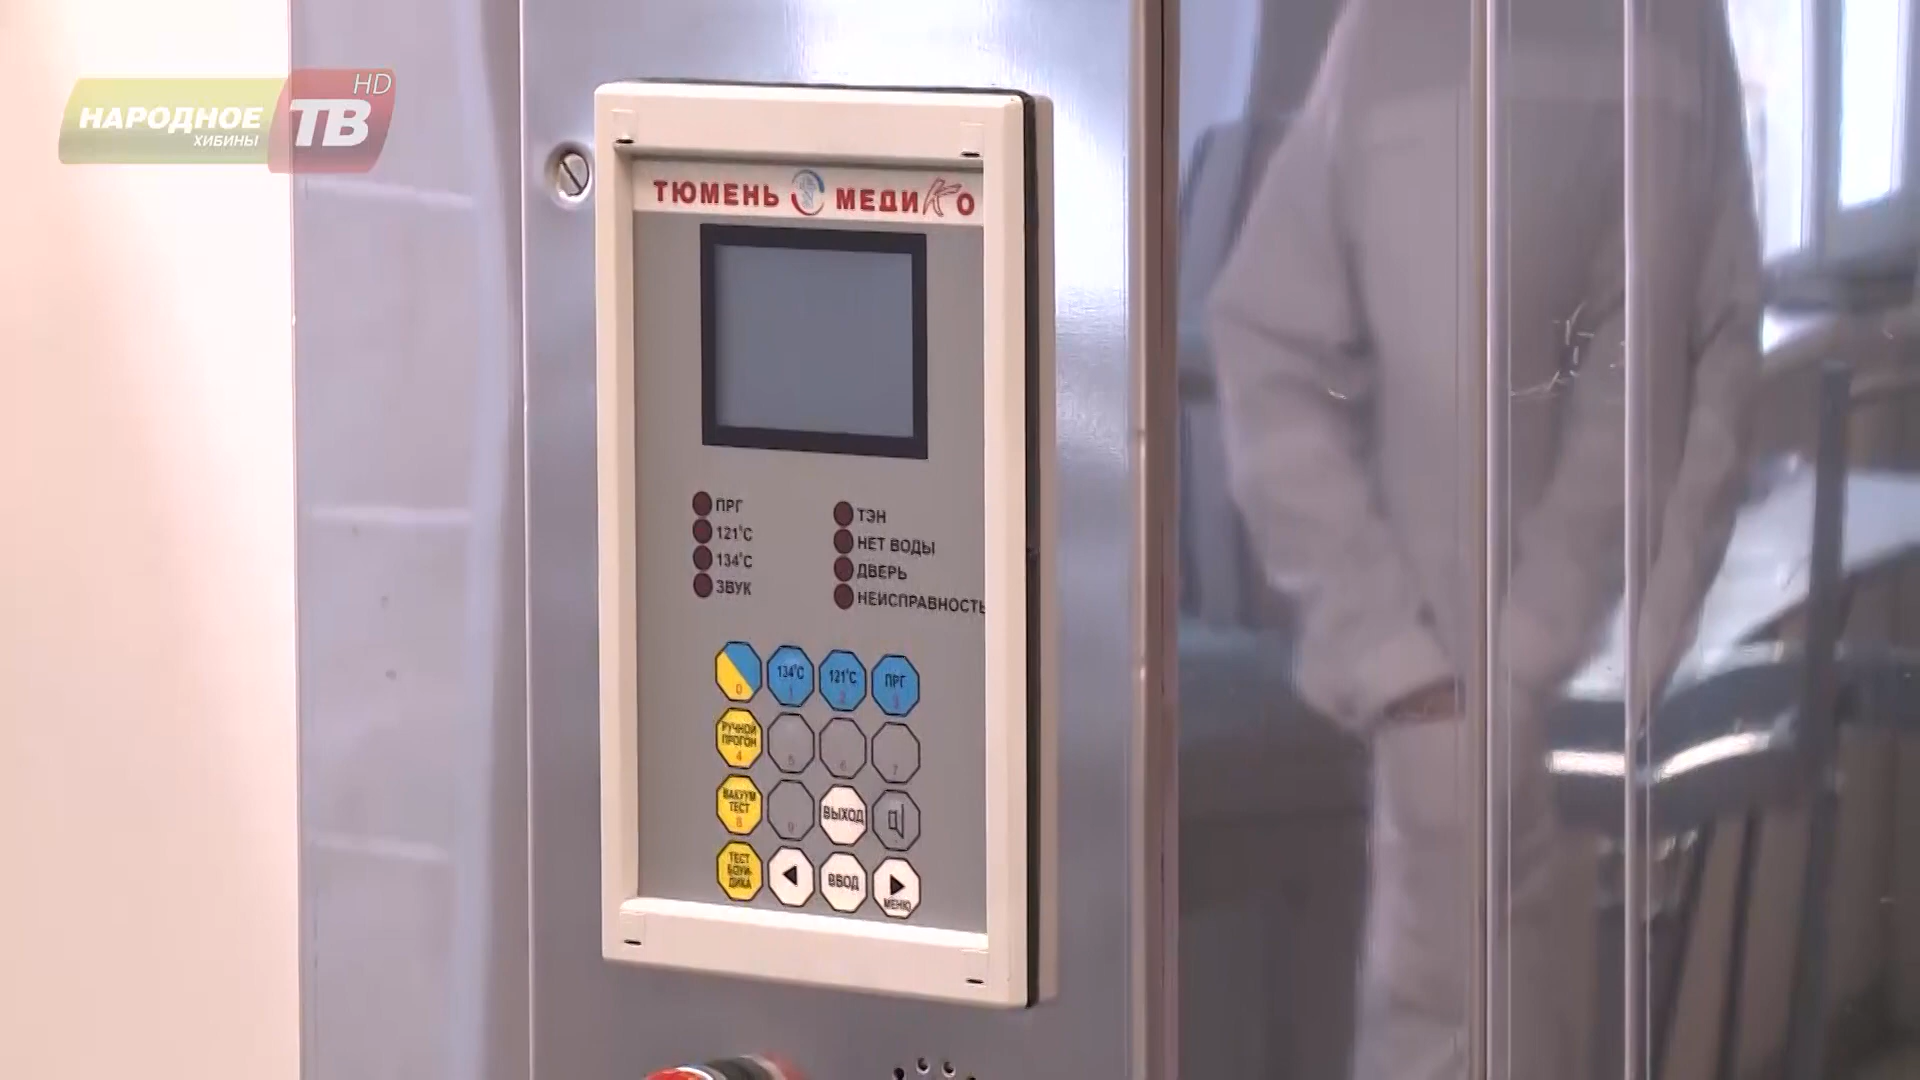 НАРОДНОЕ ТВ HD
ХИБИНЫ
ТЮМЕНЬ МЕДИКО
ПРГ
121°С
134°С
ЗВУК
ТЭН
НЕТ ВОДЫ
ДВЕРЬ
НЕИСПРАВНОСТЬ
0
134°С
1
121°С
2
ПРГ
3
РУЧНОЙ
ПРОГОН
4
5
6
7
ВАКУУМ
ТЕСТ
8
9
ВЫХОД
ТЕСТ
БОУИ-
ДИКА
ВВОД
МЕНЮ